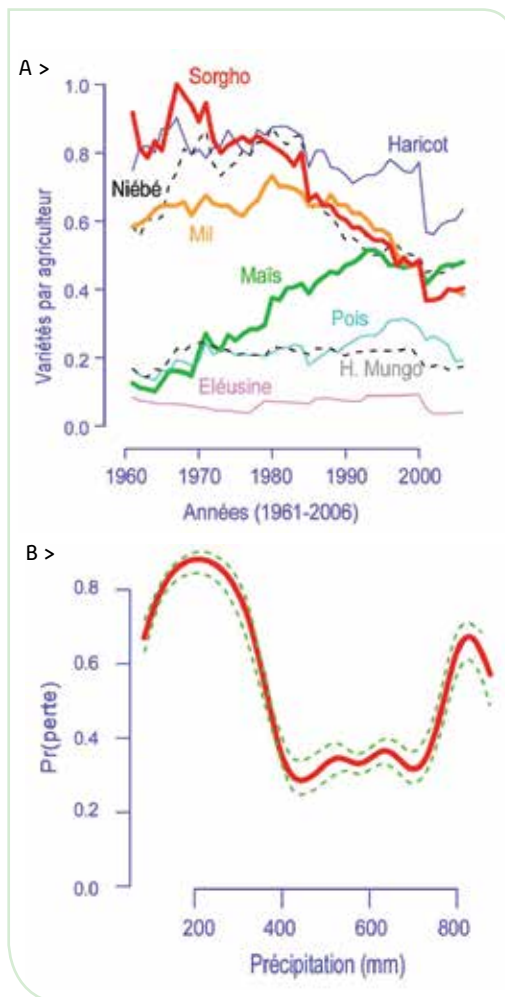 A >
Sorgho
Haricot
Niébé
Mil
Maïs
Pois
H. Mungo
Eléusine
Variétés par agriculteur
1.0
0.8
0.6
0.4
0.2
0.0
1960 1970 1980 1990 2000
Années (1961-2006)
B >
Pr(perte)
0.8
0.6
0.4
0.2
0.0
200 400 600 800
Précipitation (mm)